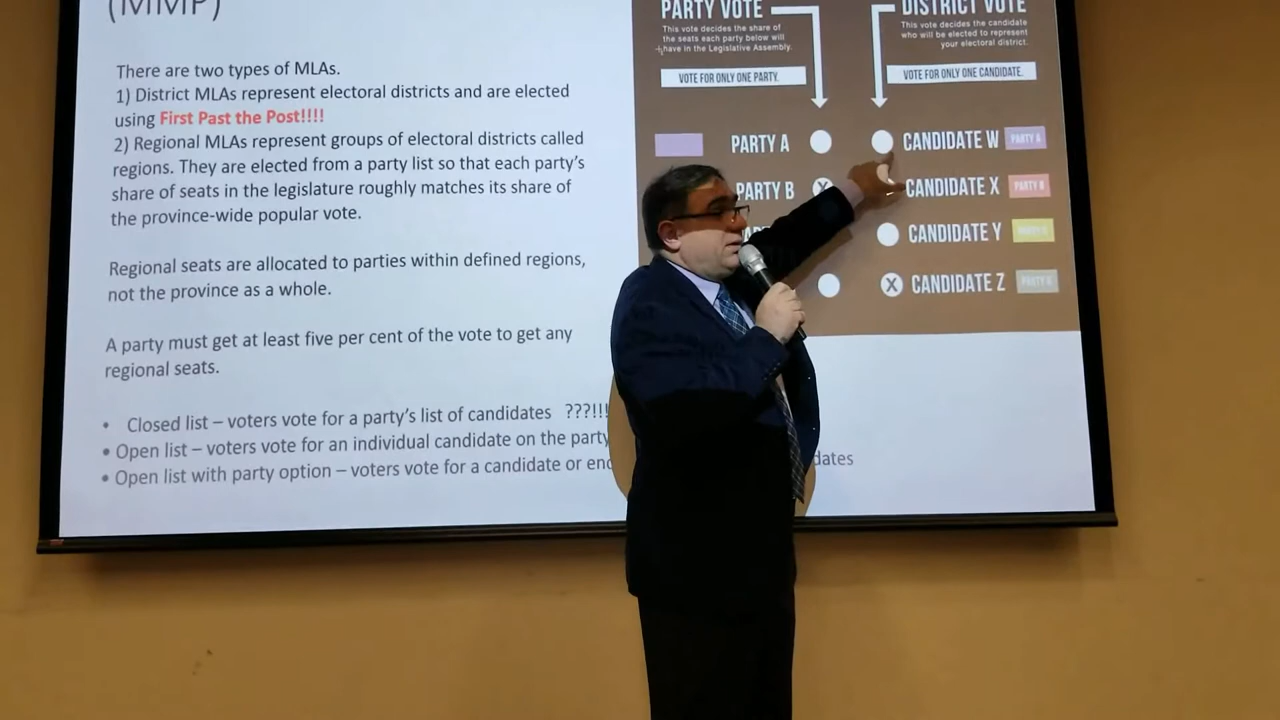 (MMP)
There are two types of MLAs.
1) District MLAs represent electoral districts and are elected
using First Past the Post!!!!
2) Regional MLAs represent groups of electoral districts called
regions. They are elected from a party list so that each party's
share of seats in the legislature roughly matches its share of
the province-wide popular vote.
Regional seats are allocated to parties within defined regions,
not the province as a whole.
A party must get at least five per cent of the vote to get any
regional seats.
• Closed list – voters vote for a party's list of candidates ???!!!
• Open list – voters vote for an individual candidate on the party
• Open list with party option – voters vote for a candidate or
dates
PARTY VOTE
This vote decides the share of
the seats each party below will
have in the Legislative Assembly.
VOTE FOR ONLY ONE PARTY.
DISTRICT VOTE
This vote decides the candidate
who will be elected to represent
your electoral district.
VOTE FOR ONLY ONE CANDIDATE.
PARTY A
CANDIDATE W PARTY A
PARTY B X
CANDIDATE X PARTY B
CANDIDATE Y
X CANDIDATE Z